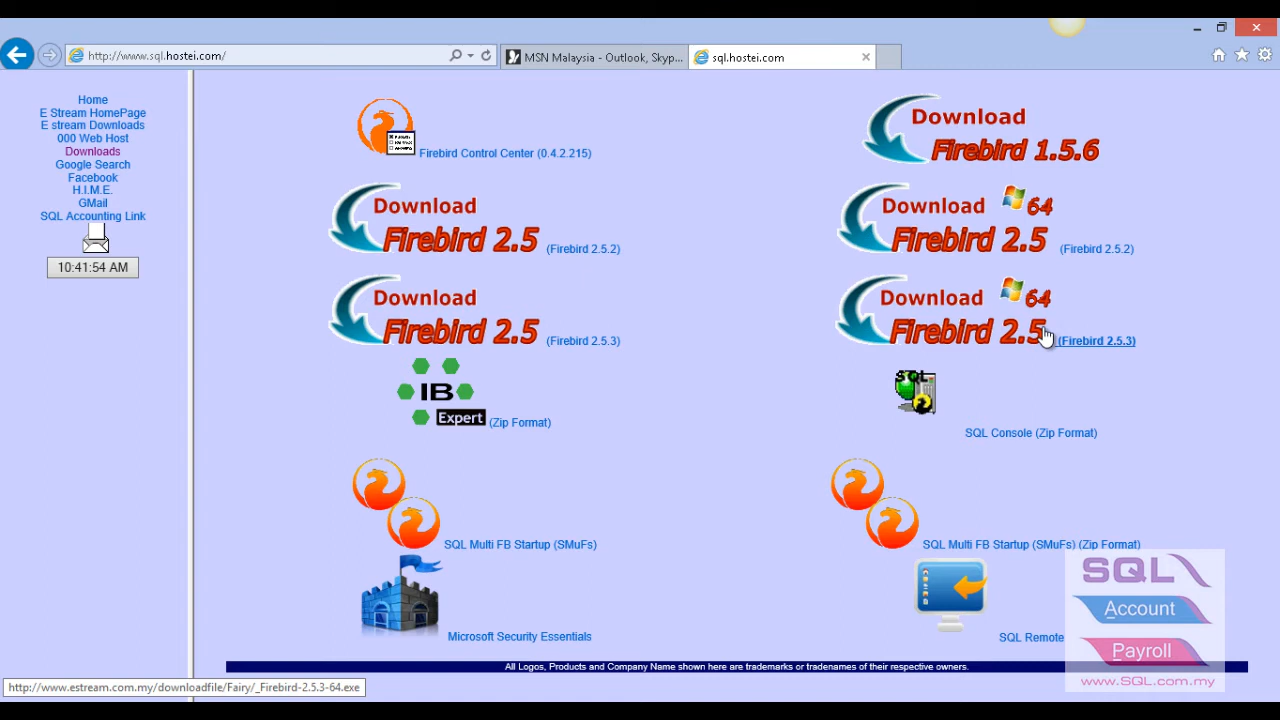 http://www.sql.hostei.com/
MSN Malaysia - Outlook, Skyp...
sql.hostei.com
Home
E Stream HomePage
E stream Downloads
000 Web Host
Downloads
Google Search
Facebook
H.I.M.E.
GMail
SQL Accounting Link
10:41:54 AM
Firebird Control Center (0.4.2.215)
Download
Firebird 1.5.6
Download
Firebird 2.5 (Firebird 2.5.2)
Download 64
Firebird 2.5 (Firebird 2.5.2)
Download
Firebird 2.5 (Firebird 2.5.3)
Download 64
Firebird 2.5 (Firebird 2.5.3)
IB
Expert (Zip Format)
SQL
SQL Console (Zip Format)
SQL Multi FB Startup (SMuFs)
SQL Multi FB Startup (SMuFs) (Zip Format)
Microsoft Security Essentials
SQL Remote
SQL
Account
Payroll
www.SQL.com.my
All Logos, Products and Company Name shown here are trademarks or tradenames of their respective owners.
http://www.estream.com.my/downloadfile/Fairy/_Firebird-2.5.3-64.exe